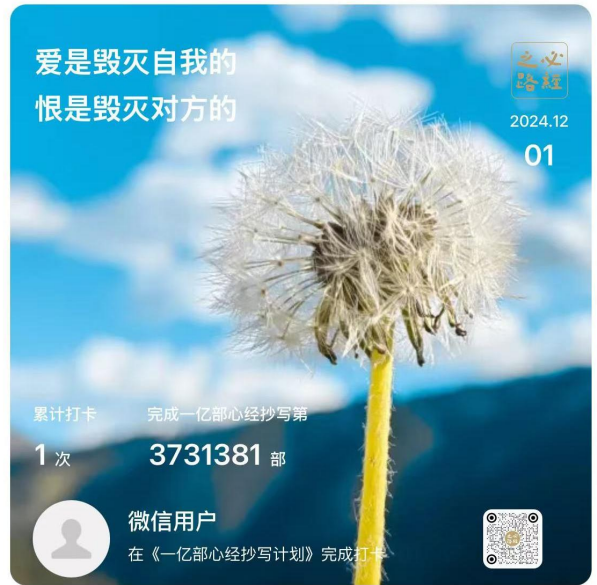 爱是毁灭自我的
恨是毁灭对方的
必经
之路
2024.12
01
累计打卡
完成一亿部心经抄写第
1 次
3731381 部
微信用户
在《一亿部心经抄写计划》完成打卡